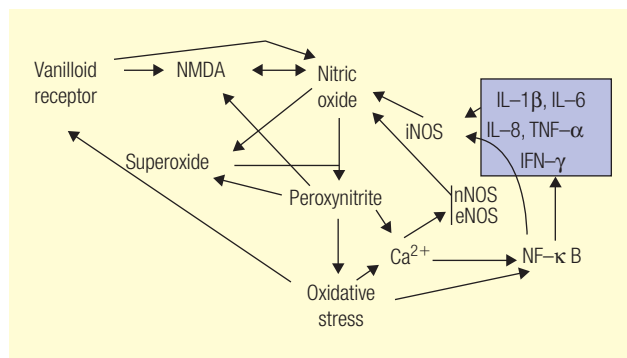 Vanilloid
receptor
NMDA
Nitric
oxide
IL–1β, IL–6
IL–8, TNF–α
IFN–γ
iNOS
Superoxide
Peroxynitrite
nNOS
eNOS
Ca²⁺
NF–κ B
Oxidative
stress